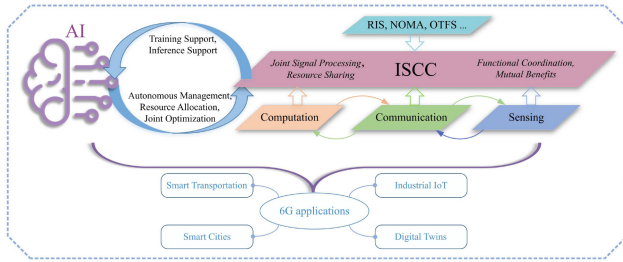 AI
Training Support,
Inference Support
Autonomous Management,
Resource Allocation,
Joint Optimization
RIS, NOMA, OTFS ...
Joint Signal Processing,
Resource Sharing
ISCC
Functional Coordination,
Mutual Benefits
Computation
Communication
Sensing
Smart Transportation
Industrial IoT
6G applications
Smart Cities
Digital Twins